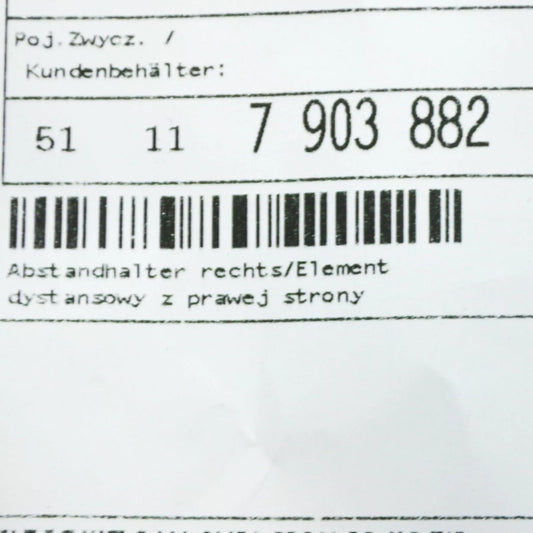 Poj.Zwycz. /
Kundenbehälter:
51 11 7 903 882
Abstandhalter rechts/Element
dystansowy z prawej strony